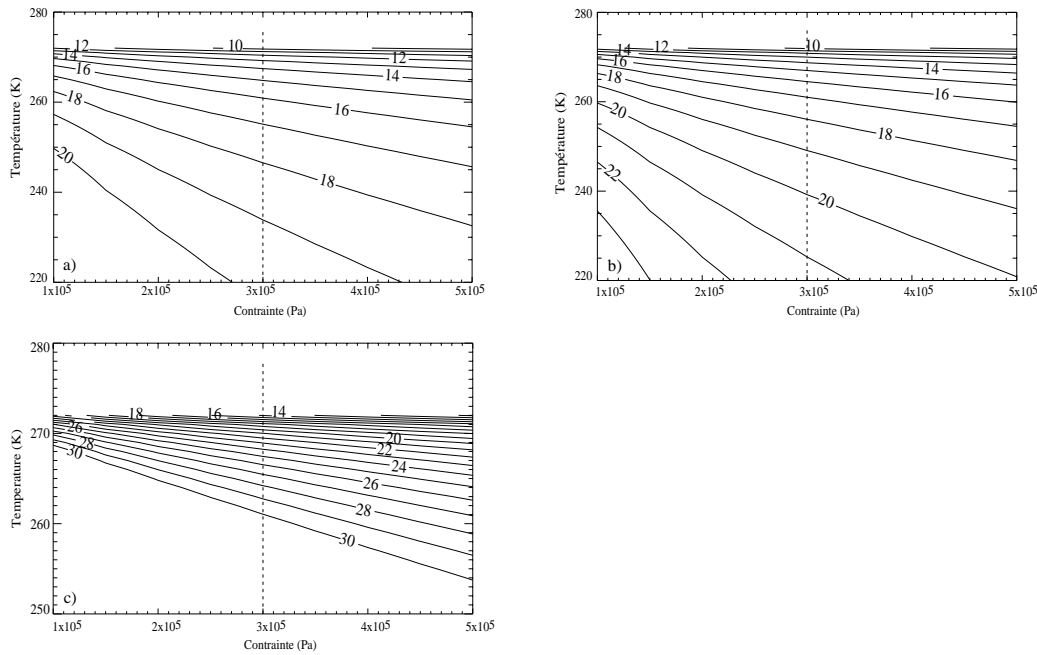 280
270
260
240
220
Température (K)
12
10
14
12
16
14
18
16
20
18
a)
1x10⁵
2x10⁵
3x10⁵
4x10⁵
5x10⁵
Contrainte (Pa)
280
270
260
240
220
Température (K)
14
12
10
16
14
18
16
20
18
22
20
b)
1x10⁵
2x10⁵
3x10⁵
4x10⁵
5x10⁵
Contrainte (Pa)
280
270
260
250
Temperature (K)
18
16
14
26
20
28
22
30
24
26
28
30
c)
1x10⁵
2x10⁵
3x10⁵
4x10⁵
5x10⁵
Contrainte (Pa)